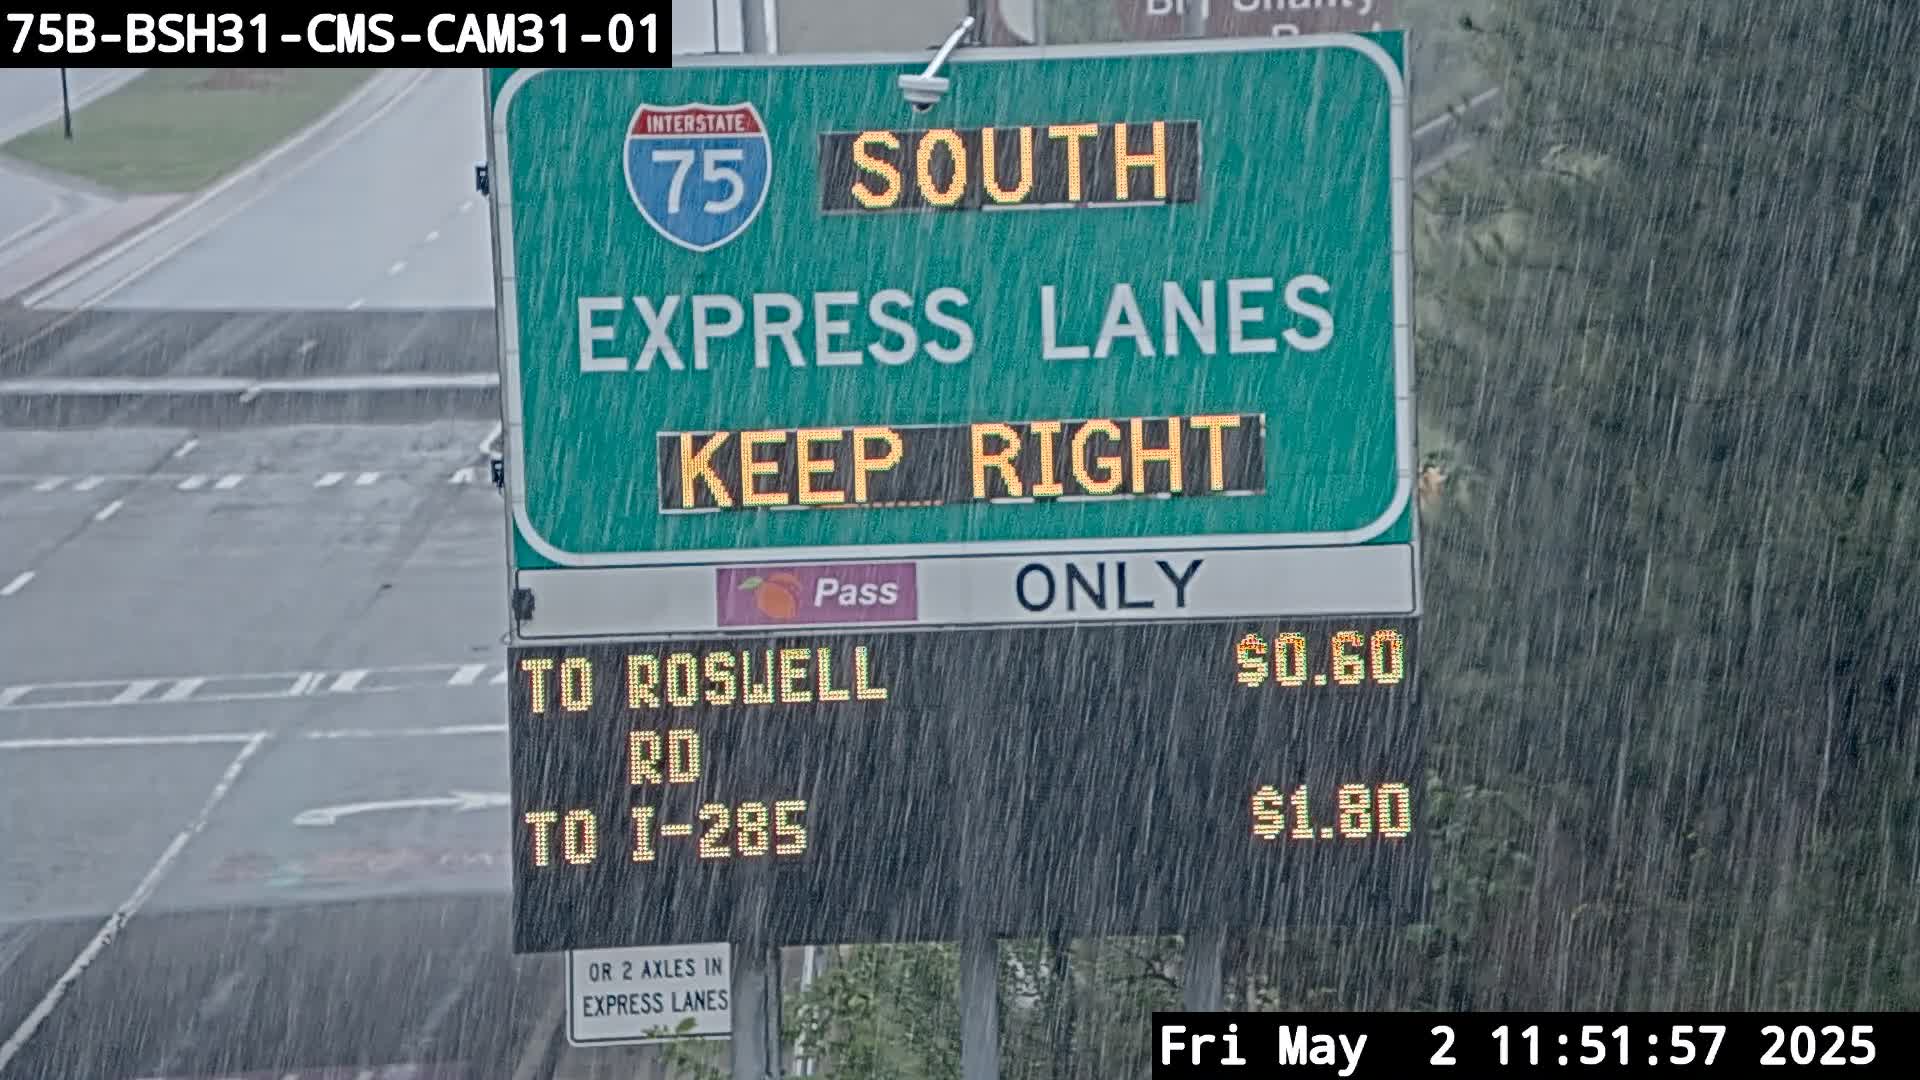 75B-BSH31-CMS-CAM31-01
INTERSTATE
75
SOUTH
EXPRESS LANES
KEEP RIGHT
Pass ONLY
TO ROSWELL $0.60
RD
TO I-285 $1.80
OR 2 AXLES IN
EXPRESS LANES
Fri May 2 11:51:57 2025